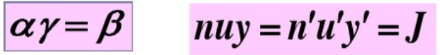 αγ = β
nuy = n'u'y' = J